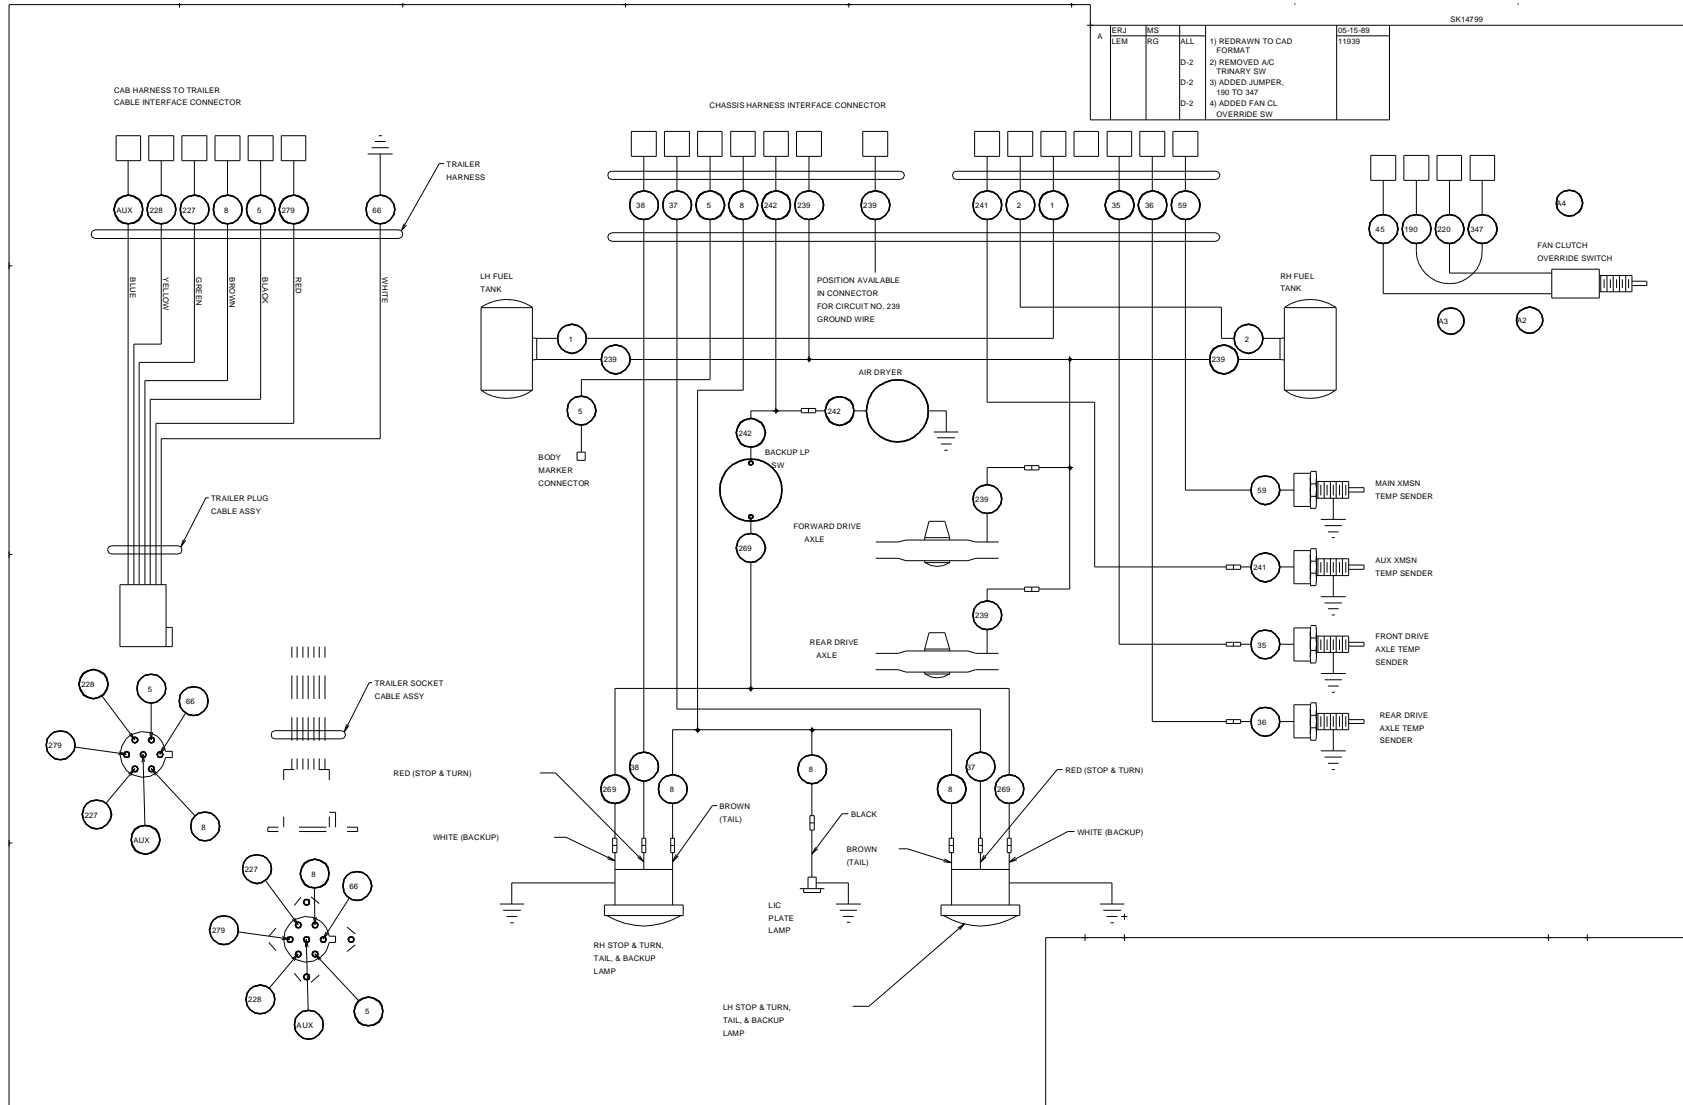 SK14799
A ERJ MS 05-15-89
LEM RG ALL 1) REDRAWN TO CAD 11939
FORMAT
D-2 2) REMOVED A/C
TRINARY SW
D-2 3) ADDED JUMPER,
190 TO 347
D-2 4) ADDED FAN CL
OVERRIDE SW
CAB HARNESS TO TRAILER
CABLE INTERFACE CONNECTOR
TRAILER
HARNESS
AUX 228 227 8 5 279 66
BLUE
YELLOW
GREEN
BROWN
BLACK
RED
WHITE
TRAILER PLUG
CABLE ASSY
228
5
66
279
227
AUX
8
TRAILER SOCKET
CABLE ASSY
227
8
66
279
228
AUX
5
CHASSIS HARNESS INTERFACE CONNECTOR
38 37 5 8 242 239 239 241 2 1 35 36 59
POSITION AVAILABLE
IN CONNECTOR
FOR CIRCUIT NO. 239
GROUND WIRE
LH FUEL
TANK
1
239
RH FUEL
TANK
2
239
5
BODY
MARKER
CONNECTOR
AIR DRYER
242
242
BACKUP LP
SW
269
239
FORWARD DRIVE
AXLE
239
REAR DRIVE
AXLE
45 190 220 347
A4
FAN CLUTCH
OVERRIDE SWITCH
A3
A2
59
MAIN XMSN
TEMP SENDER
241
AUX XMSN
TEMP SENDER
35
FRONT DRIVE
AXLE TEMP
SENDER
36
REAR DRIVE
AXLE TEMP
SENDER
RED (STOP & TURN)
269 38 8
BROWN
(TAIL)
WHITE (BACKUP)
8
BLACK
LIC
PLATE
LAMP
8 37 269
RED (STOP & TURN)
BROWN
(TAIL)
WHITE (BACKUP)
RH STOP & TURN,
TAIL, & BACKUP
LAMP
LH STOP & TURN,
TAIL, & BACKUP
LAMP